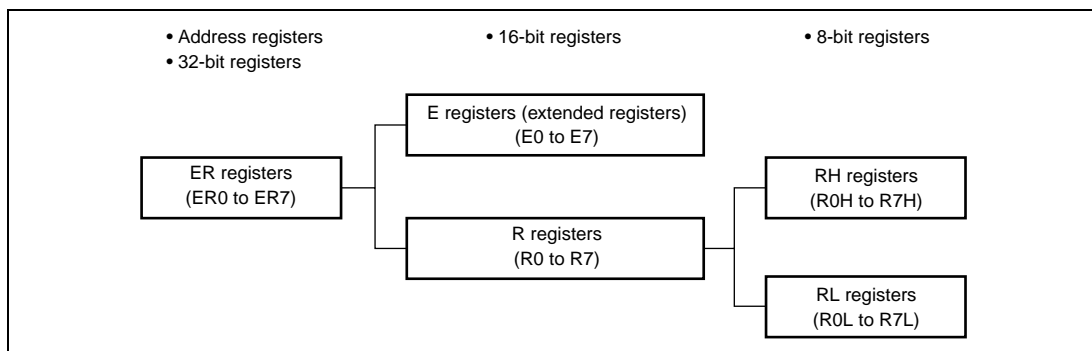 • Address registers
• 32-bit registers
• 16-bit registers
• 8-bit registers
E registers (extended registers)
(E0 to E7)
ER registers
(ER0 to ER7)
RH registers
(R0H to R7H)
R registers
(R0 to R7)
RL registers
(R0L to R7L)